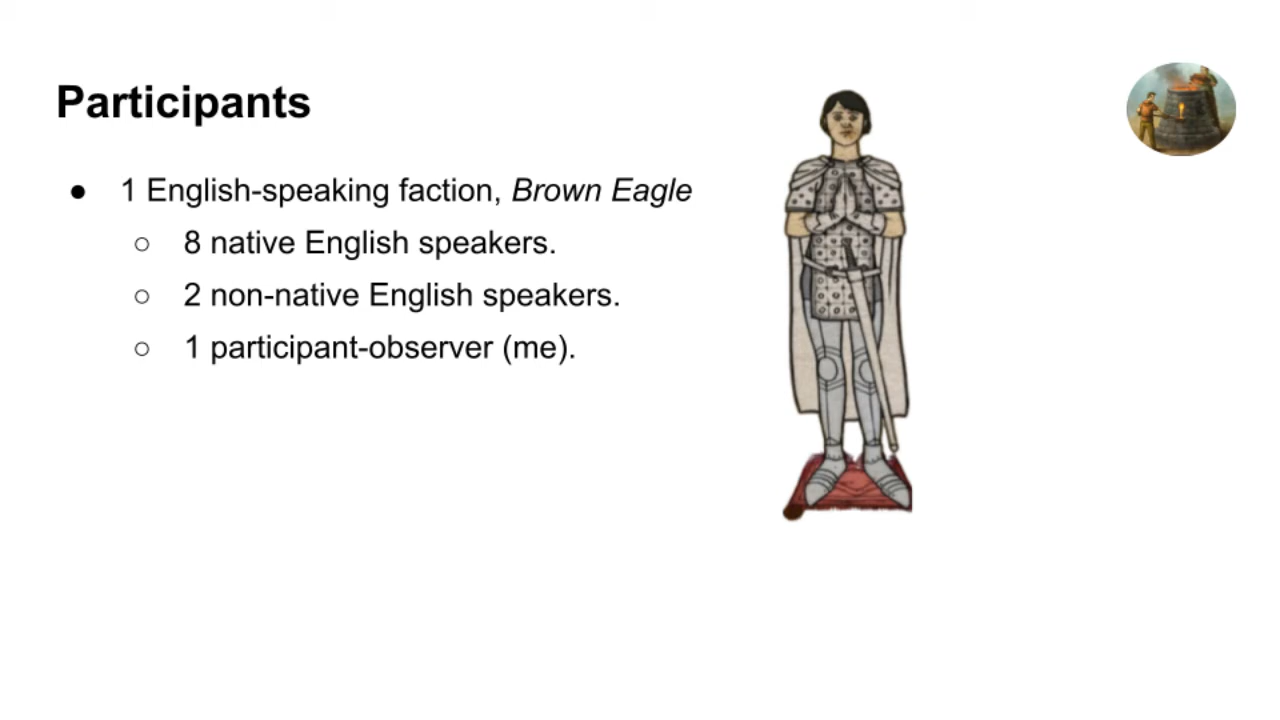 Participants
● 1 English-speaking faction, Brown Eagle
○ 8 native English speakers.
○ 2 non-native English speakers.
○ 1 participant-observer (me).